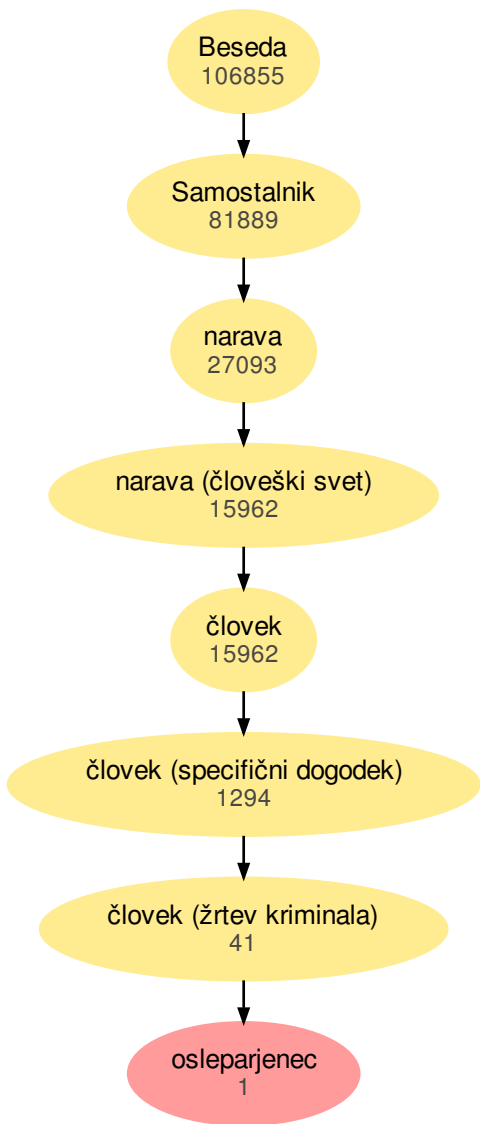 Beseda
106855
Samostalnik
81889
narava
27093
narava (človeški svet)
15962
človek
15962
človek (specifični dogodek)
1294
človek (žrtev kriminala)
41
osleparjenec
1